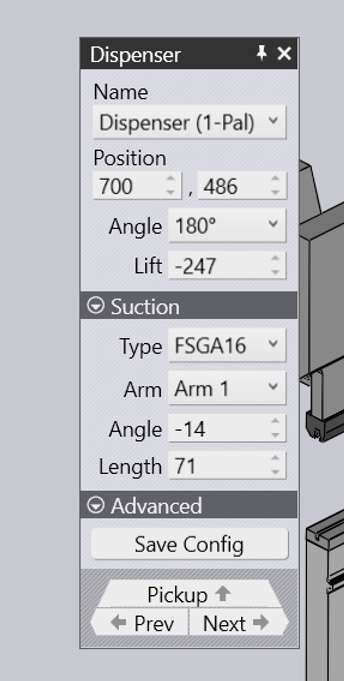 Dispenser
Name
Dispenser (1-Pal)
Position
700 , 486
Angle 180°
Lift -247
Suction
Type FSGA16
Arm Arm 1
Angle -14
Length 71
Advanced
Save Config
Pickup
Prev Next